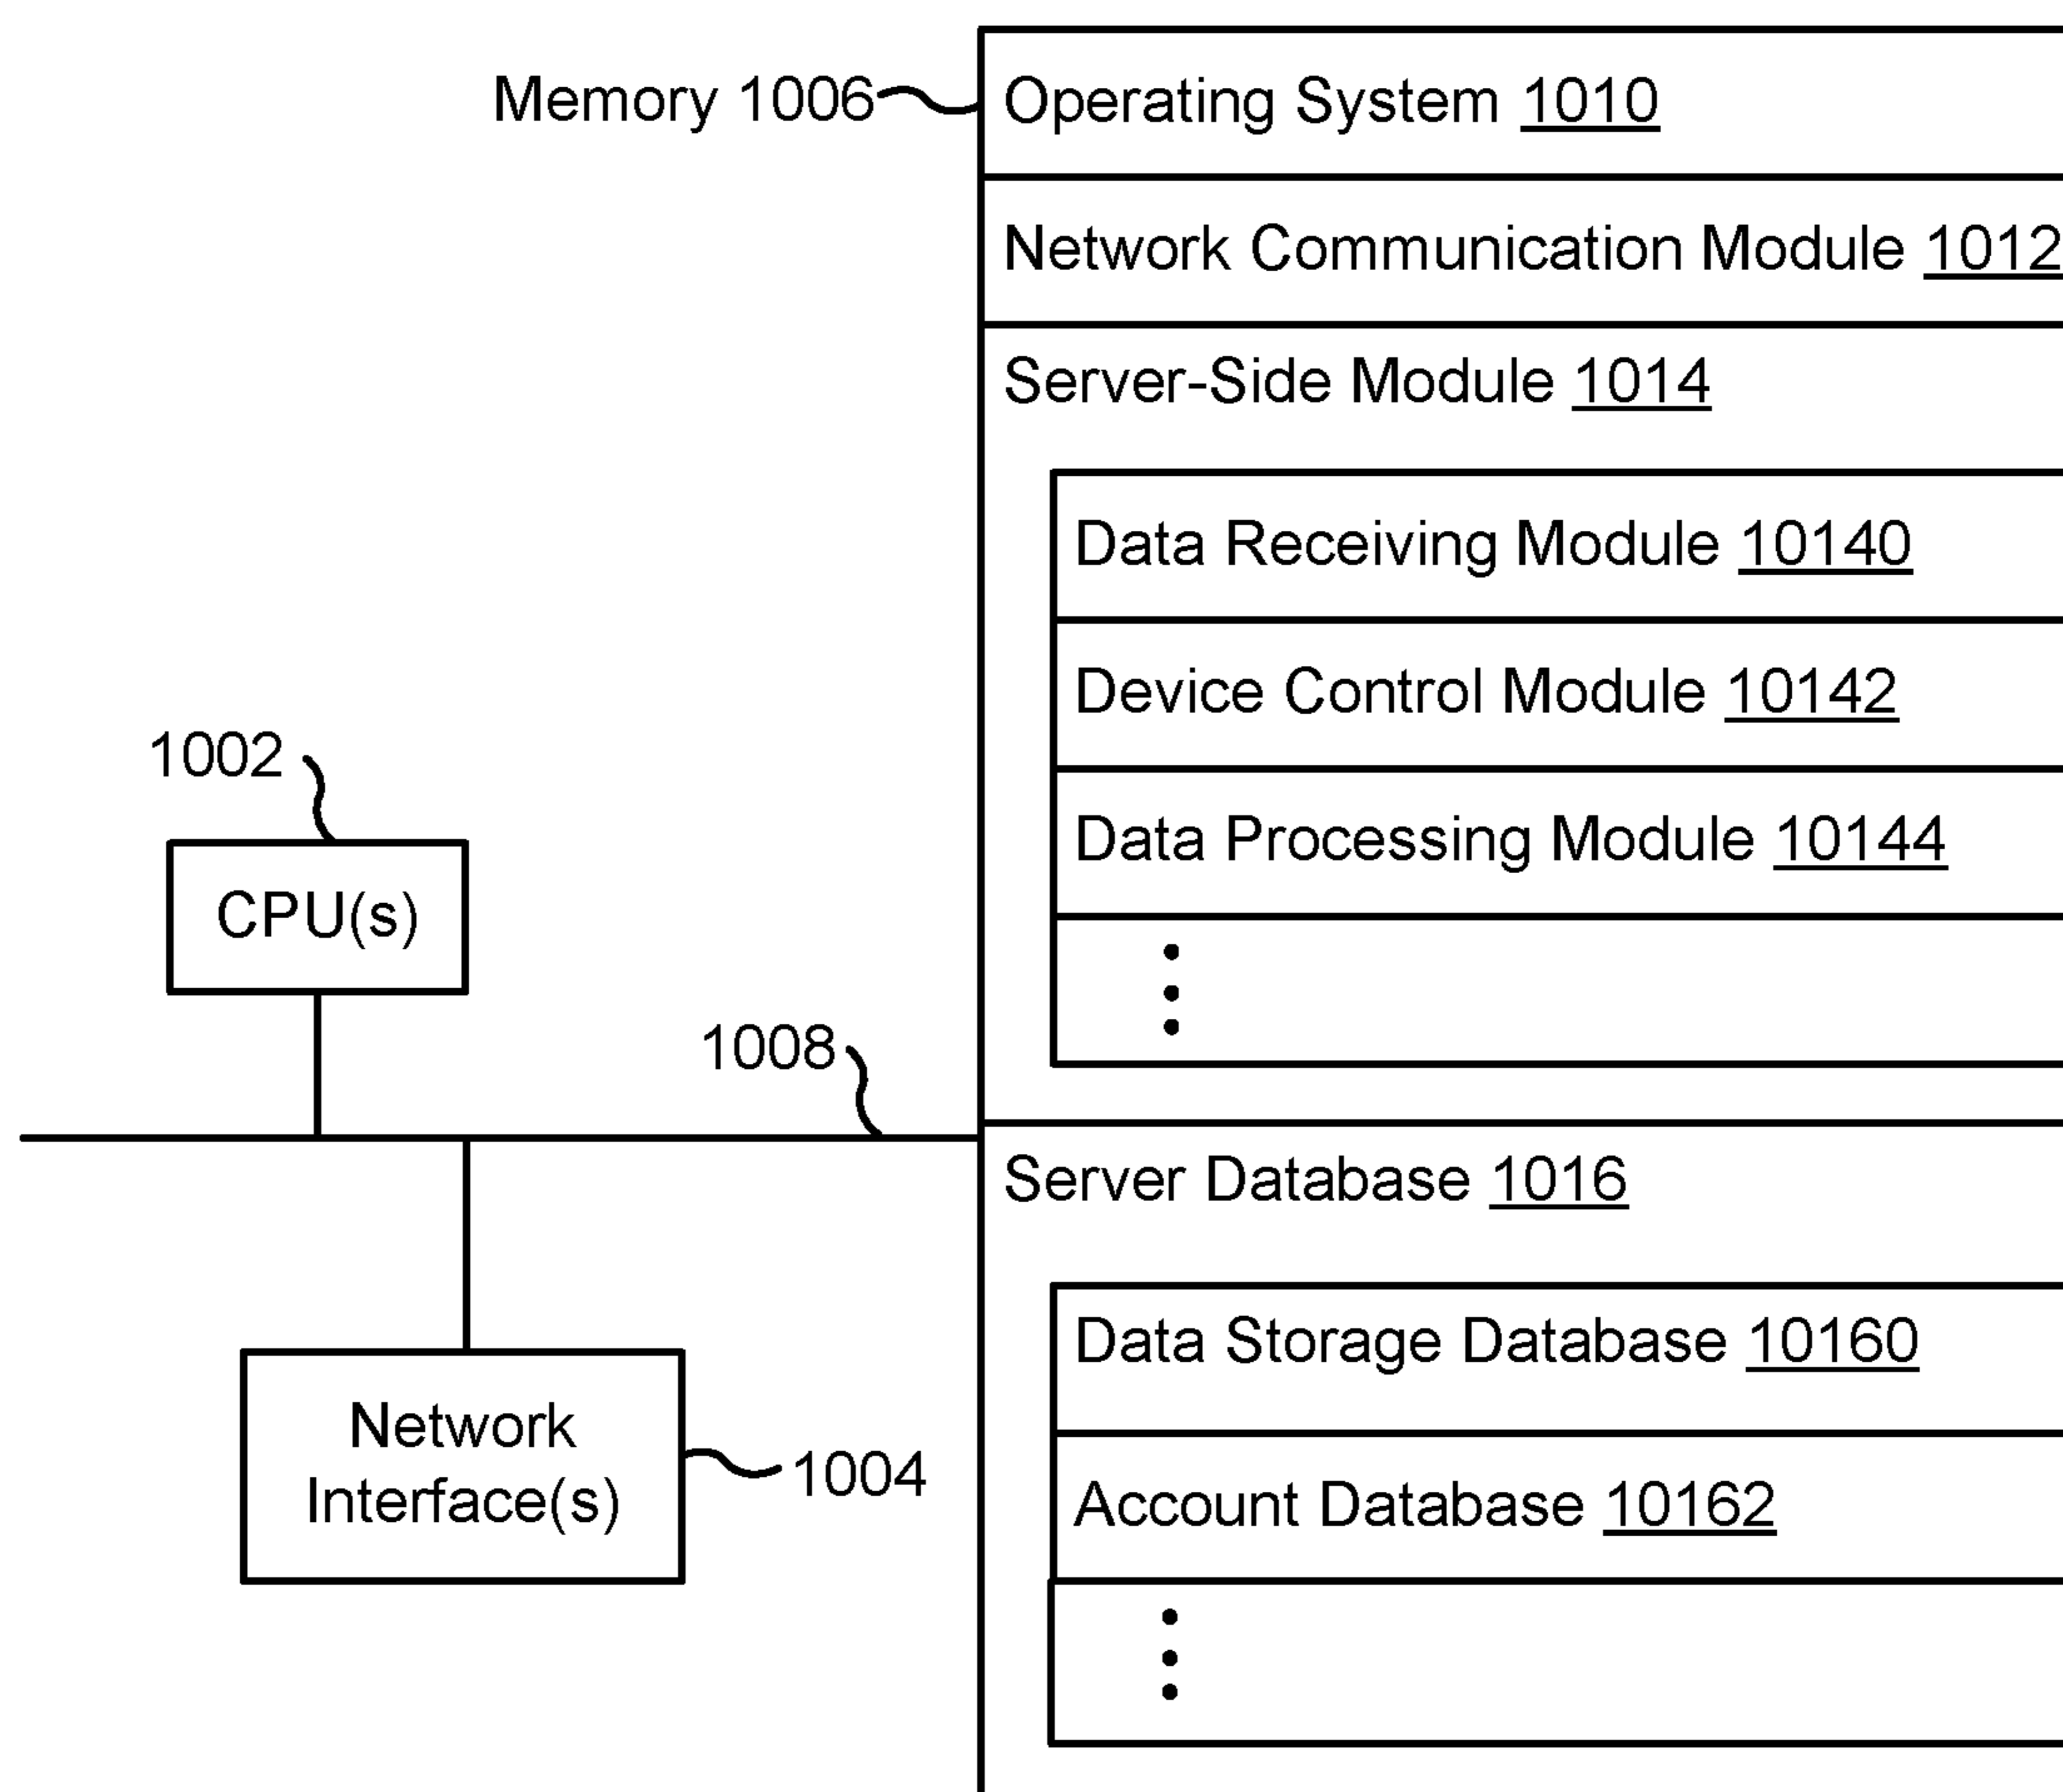 Memory 1006
Operating System 1010
Network Communication Module 1012
Server-Side Module 1014
Data Receiving Module 10140
Device Control Module 10142
Data Processing Module 10144
1002
CPU(s)
1008
Server Database 1016
Data Storage Database 10160
Account Database 10162
Network
Interface(s)
1004